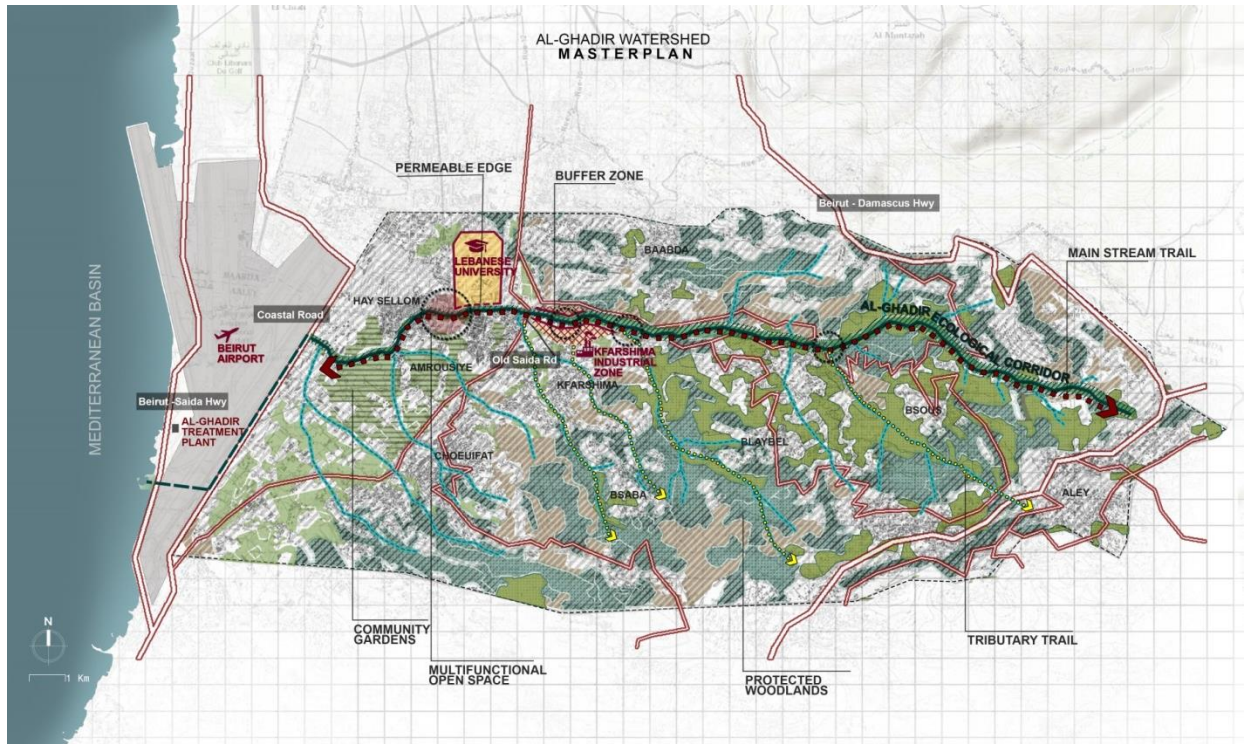 AL-GHADIR WATERSHED
MASTERPLAN
Al Mantazah
PERMEABLE EDGE
BUFFER ZONE
Beirut - Damascus Hwy
MAIN STREAM TRAIL
BAABDA
LEBANESE
UNIVERSITY
HAY SELLOM
Coastal Road
AL-GHADIR ECOLOGICAL CORRIDOR
BEIRUT
AIRPORT
Old Saida Rd
KFARSHIMA
INDUSTRIAL
ZONE
AMROUSIYE
KFARSHIMA
BSOUS
Beirut -Saida Hwy
AL-GHADIR
TREATMENT
PLANT
MEDITERRANEAN BASIN
CHOEUIFAT
BLAYBEL
BSABA
ALEY
COMMUNITY
GARDENS
MULTIFUNCTIONAL
OPEN SPACE
PROTECTED
WOODLANDS
TRIBUTARY TRAIL
N
1 Km